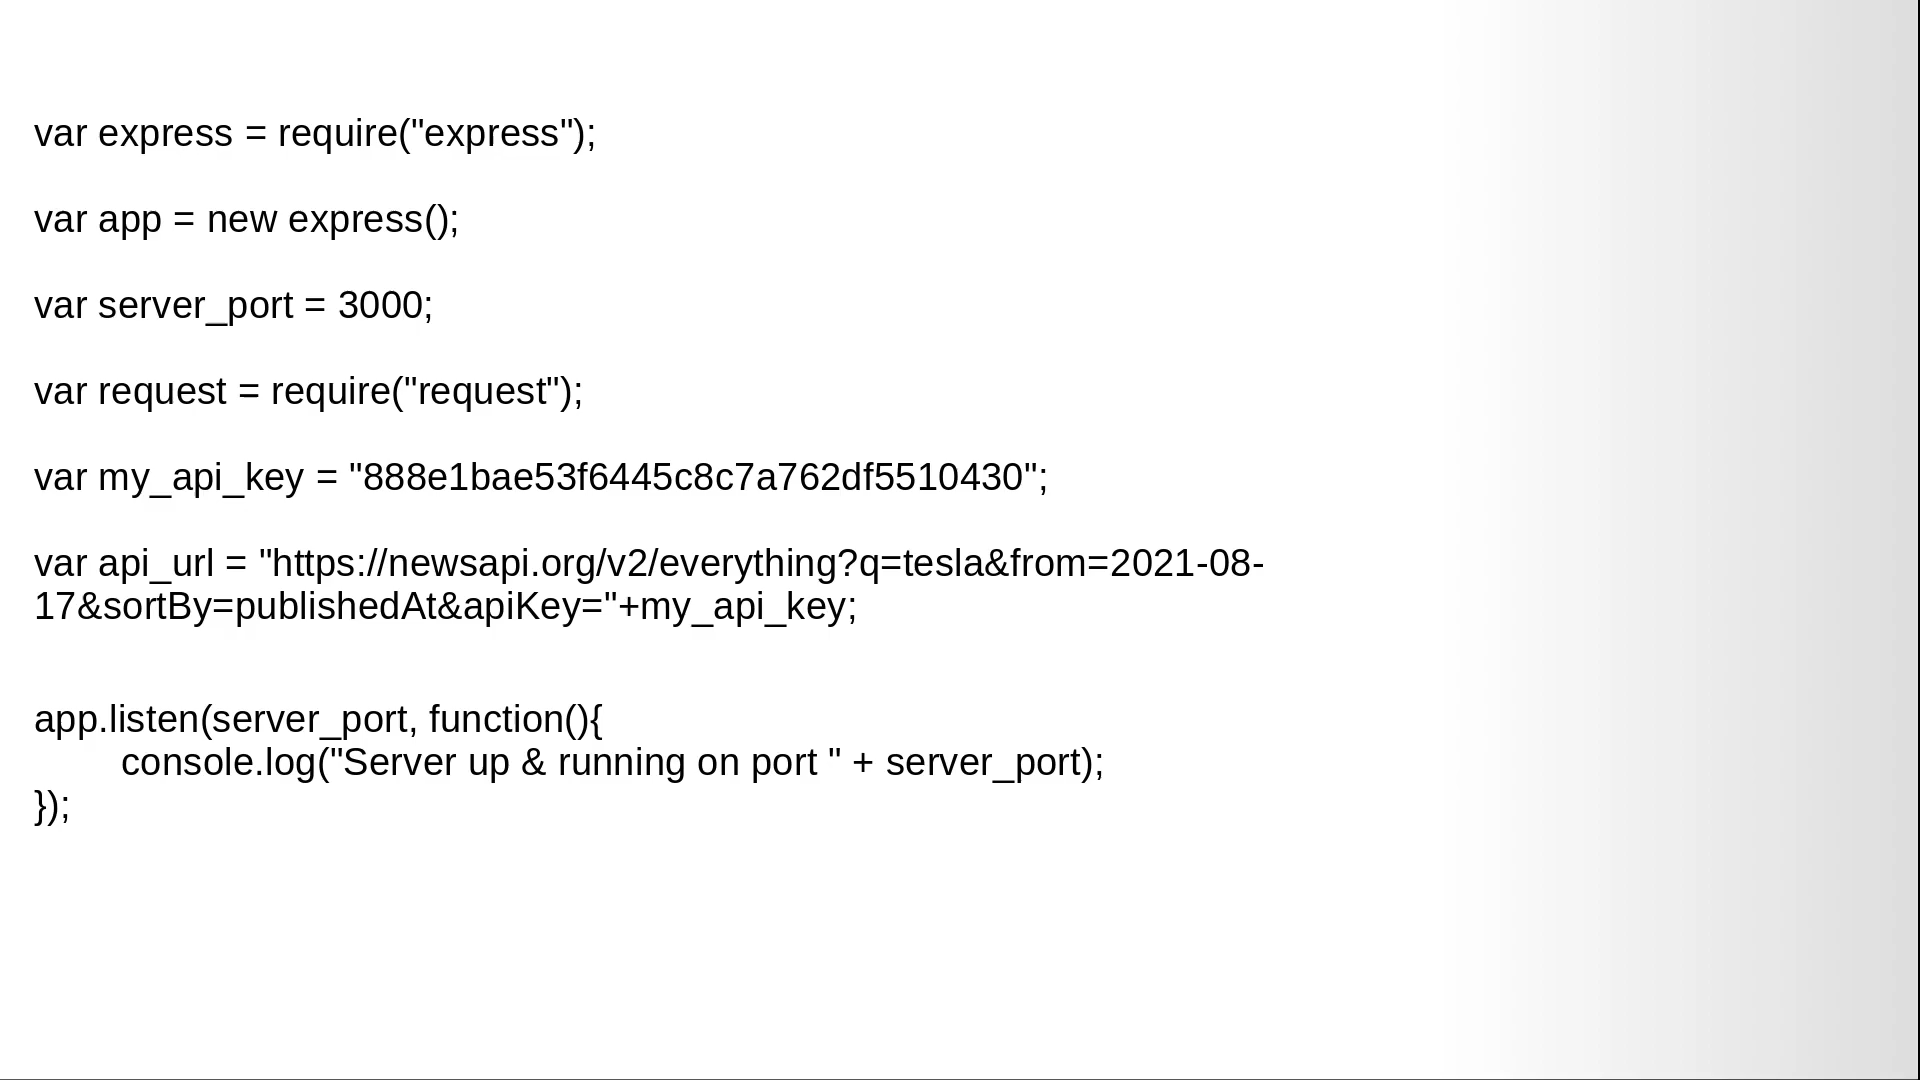 var express = require("express");
var app = new express();
var server_port = 3000;
var request = require("request");
var my_api_key = "888e1bae53f6445c8c7a762df5510430";
var api_url = "https://newsapi.org/v2/everything?q=tesla&from=2021-08-
17&sortBy=publishedAt&apiKey="+my_api_key;
app.listen(server_port, function(){
console.log("Server up & running on port " + server_port);
});